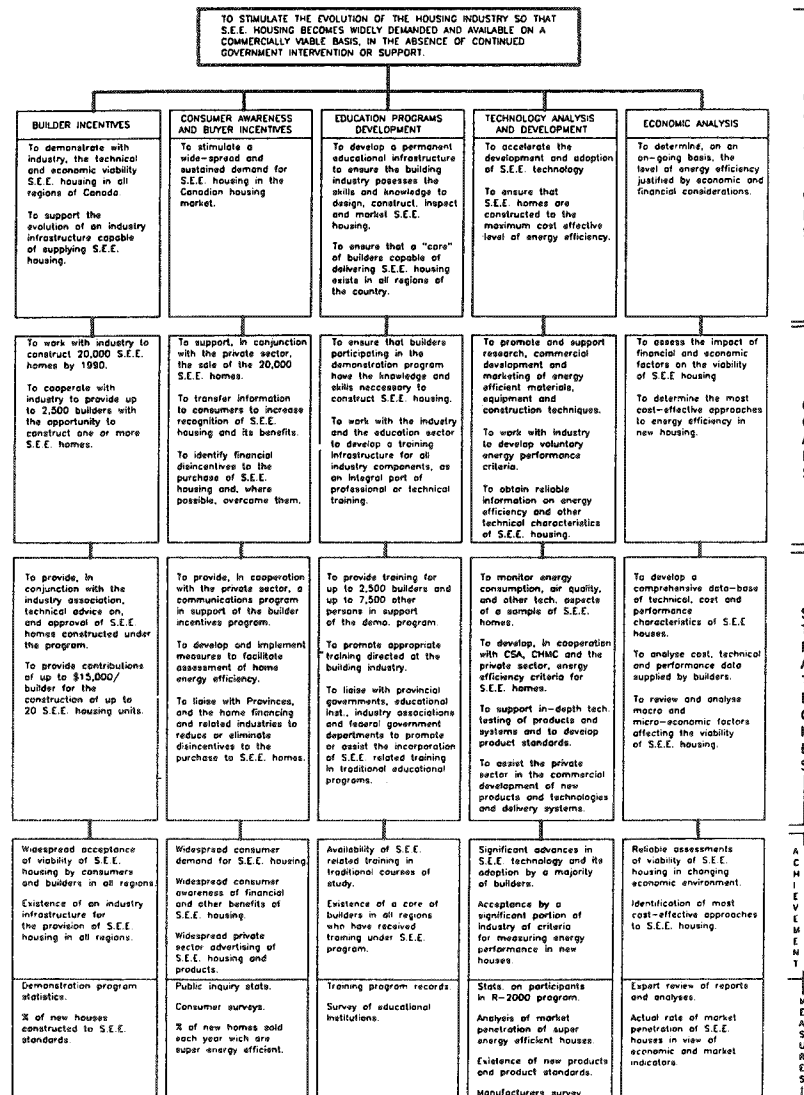 TO STIMULATE THE EVOLUTION OF THE HOUSING INDUSTRY SO THAT
S.E.E. HOUSING BECOMES WIDELY DEMANDED AND AVAILABLE ON A
COMMERCIALLY VIABLE BASIS, IN THE ABSENCE OF CONTINUED
GOVERNMENT INTERVENTION OR SUPPORT.
BUILDER INCENTIVES
To demonstrate with
industry, the technical
and economic viability
S.E.E. housing in all
regions of Canada.
To support the
evolution of an industry
infrastructure capable
of supplying S.E.E.
housing.
CONSUMER AWARENESS
AND BUYER INCENTIVES
To stimulate a
wide-spread and
sustained demand for
S.E.E. housing in the
Canadian housing
market.
EDUCATION PROGRAMS
DEVELOPMENT
To develop a permanent
educational infrastructure
to ensure the building
industry posesses the
skills and knowledge to
design, construct, inspect
and market S.E.E.
housing.
To ensure that a "core"
of builders capable of
delivering S.E.E. housing
exists in all regions of
the country.
TECHNOLOGY ANALYSIS
AND DEVELOPMENT
To accelerate the
development and adoption
of S.E.E. technology
To ensure that
S.E.E. homes are
constructed to the
maximum cost effective
level of energy efficiency.
ECONOMIC ANALYSIS
To determine, on an
on-going basis, the
level of energy efficiency
justified by economic and
financial considerations.
To work with industry to
construct 20,000 S.E.E.
homes by 1990.
To cooperate with
industry to provide up
to 2,500 builders with
the opportunity to
construct one or more
S.E.E. homes.
To support, in conjunction
with the private sector,
the sale of the 20,000
S.E.E. homes.
To transfer information
to consumers to increase
recognition of S.E.E.
housing and its benefits.
To identify financial
disincentives to the
purchase of S.E.E.
housing and, where
possible, overcome them.
To ensure that builders
participating in the
demonstration program
have the knowledge and
skills neccessary to
construct S.E.E. housing.
To work with the industry
and the education sector
to develop a training
infrastructure for all
industry components, as
an integral part of
professional or technical
training.
To promote and support
research, commercial
development and
marketing of energy
efficient materials,
equipment and
construction techniques.
To work with industry
to develop voluntary
energy performance
criteria.
To obtain reliable
information on energy
efficiency and other
technical characteristics
of S.E.E. housing.
To assess the impact of
financial and economic
factors on the viability
of S.E.E housing
To determine the most
cost-effective approaches
to energy efficiency in
new housing.
To provide, in
conjunction with the
industry association,
technical advice on,
and approval of S.E.E.
homes constructed under
the program.
To provide contributions
of up to $15,000/
builder for the
construction of up to
20 S.E.E. housing units.
To provide, in cooperation
with the private sector, a
communications program
in support of the builder
incentives program.
To develop and implement
measures to facilitate
assessment of home
energy efficiency.
To liaise with Provinces,
and the home financing
and related industries to
reduce or eliminate
disincentives to the
purchase to S.E.E. homes.
To provide training for
up to 2,500 builders and
up to 7,500 other
persons in support
of the demo. program.
To promote appropriate
training directed at the
building industry.
To liaise with provincial
governments, educational
inst., industry associations
and federal government
departments to promote
or assist the incorporation
of S.E.E. related training
in traditional educational
programs.
To monitor energy
consumption, air quality,
and other tech. aspects
of a sample of S.E.E.
homes.
To develop, in cooperation
with CSA, CHMC and the
private sector, energy
efficiency criteria for
S.E.E. homes.
To support in-depth tech.
testing of products and
systems and to develop
product standards.
To assist the private
sector in the commercial
development of new
products and technologies
and delivery systems.
To develop a
comprehensive data-base
of technical, cost and
performance
characteristics of S.E.E
houses.
To analyse cost, technical
and performance data
supplied by builders.
To review and analyse
macro and
micro-economic factors
affecting the viability
of S.E.E. housing.
Widespread acceptance
of viability of S.E.E.
housing by consumers
and builders in all regions.
Existence of an industry
infrastructure for
the provision of S.E.E.
housing in all regions.
Widespread consumer
demand for S.E.E. housing.
Widespread consumer
awareness of financial
and other benefits of
S.E.E. housing.
Widespread private
sector advertising of
S.E.E. housing and
products.
Availability of S.E.E.
related training in
traditional courses of
study.
Existence of a core of
builders in all regions
who have received
training under S.E.E.
program.
Significant advances in
S.E.E. technology and its
adoption by a majority
of builders.
Acceptance by a
significant portion of
industry of criteria
for measuring energy
performance in new
houses.
Reliable assessments
of viability of S.E.E.
housing in changing
economic environment.
Identification of most
cost-effective approaches
to S.E.E. housing.
ACHIEVEMENT
Demonstration program
statistics.
% of new houses
constructed to S.E.E.
standards.
Public inquiry stats.
Consumer surveys.
% of new homes sold
each year wich are
super energy efficient.
Training program records.
Survey of educational
institutions.
Stats. on participants
in R-2000 program.
Analysis of market
penetration of super
energy efficient houses.
Existence of new products
and product standards.
Manufacturers survey
Expert review of reports
and analyses.
Actual rate of market
penetration of S.E.E.
houses in view of
economic and market
indicators.